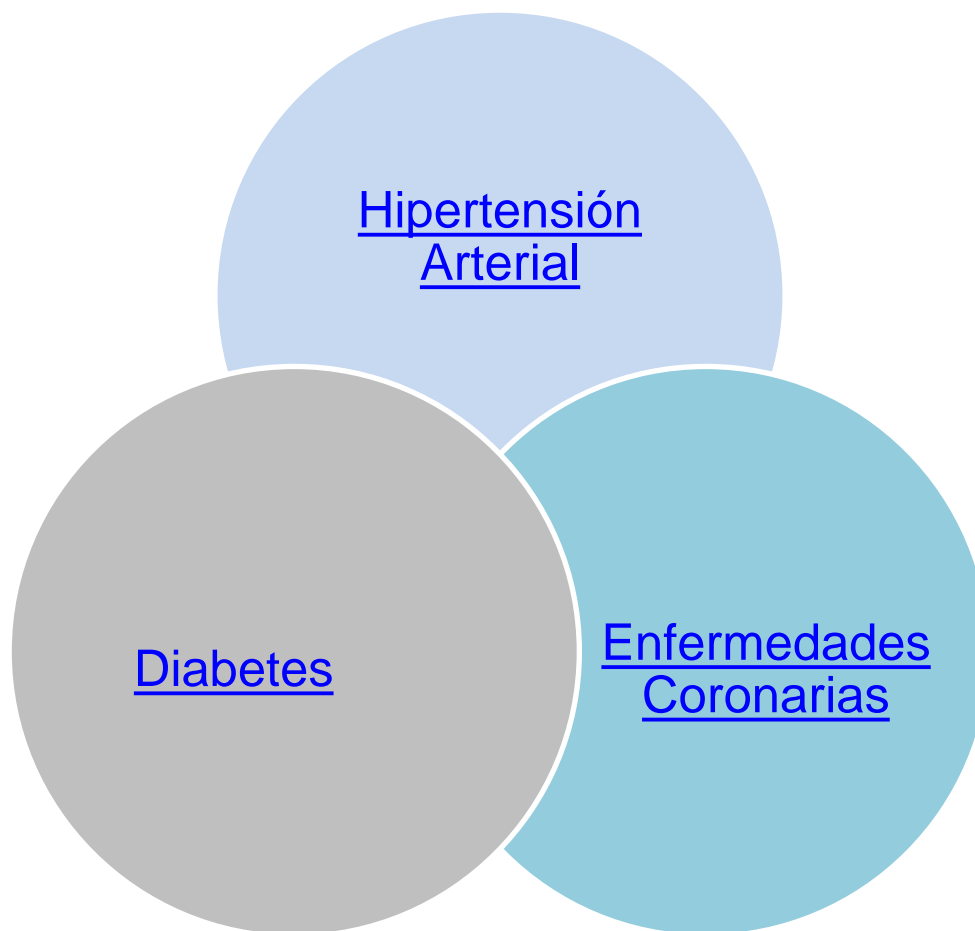 Hipertensión
Arterial
Diabetes
Enfermedades
Coronarias